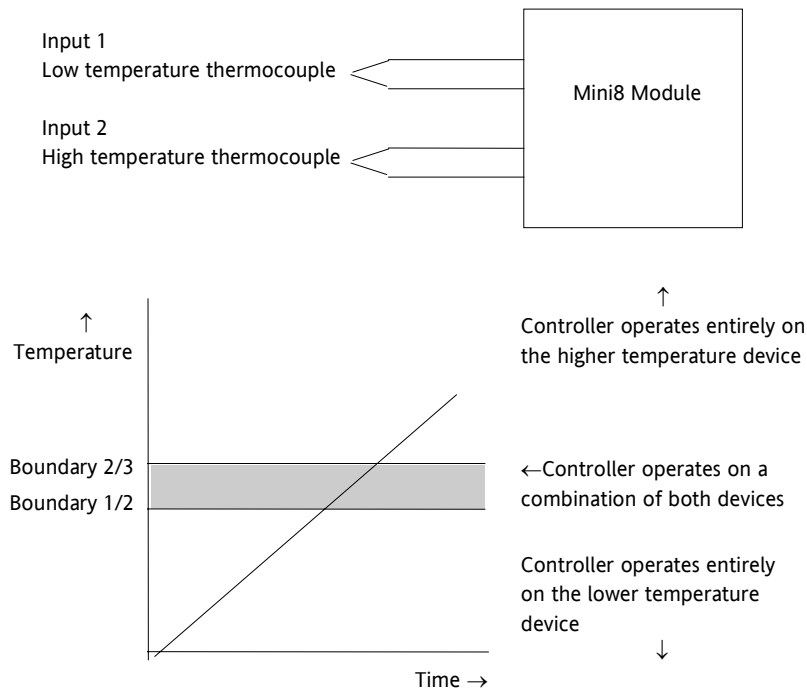 Input 1
Low temperature thermocouple
Input 2
High temperature thermocouple
Mini8 Module
↑
Temperature
Boundary 2/3
Boundary 1/2
Time →
↑
Controller operates entirely on
the higher temperature device
←Controller operates on a
combination of both devices
Controller operates entirely
on the lower temperature
device
↓